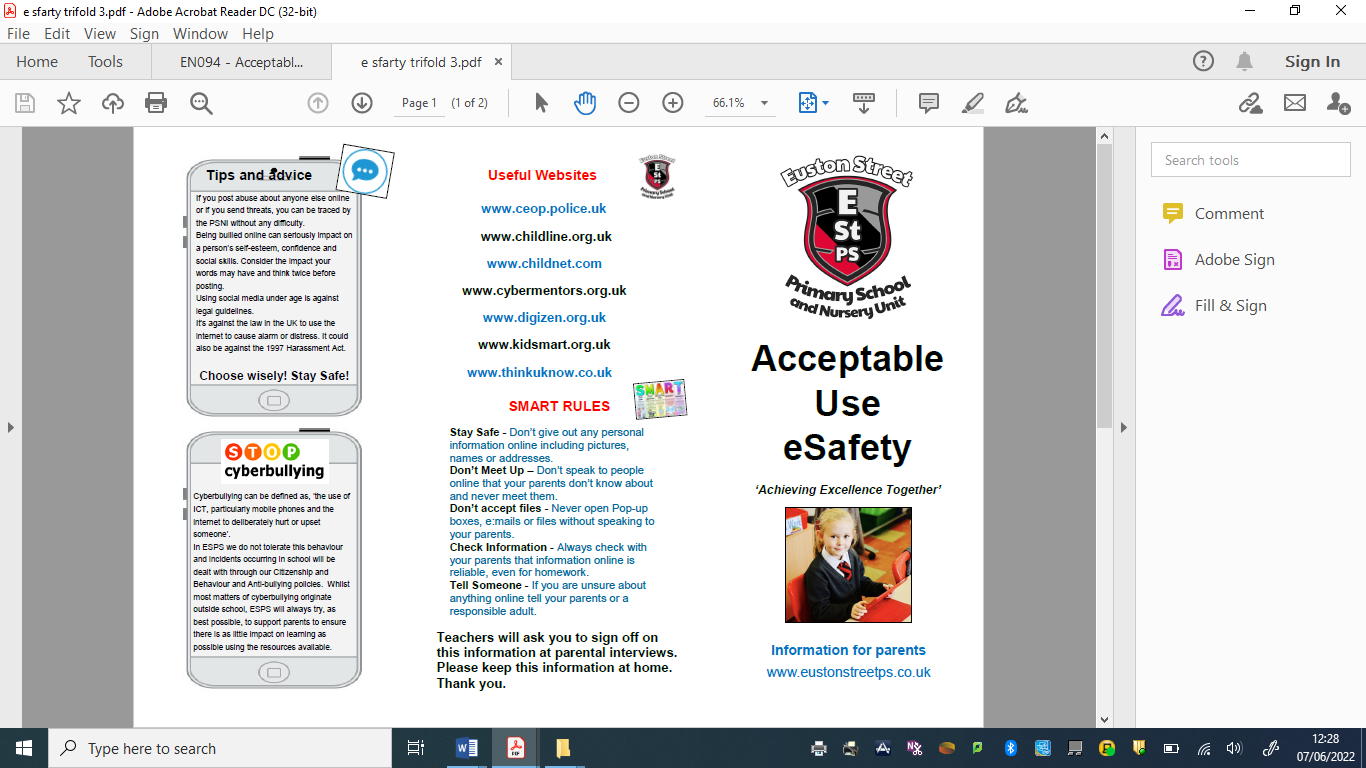 e sfarty trifold 3.pdf - Adobe Acrobat Reader DC (32-bit)
File Edit View Sign Window Help
Home Tools EN094 - Acceptabl... e sfarty trifold 3.pdf × Sign In
Page 1 (1 of 2) 66.1%
Tips and advice
If you post abuse about anyone else online
or if you send threats, you can be traced by
the PSNI without any difficulty.
Being bullied online can seriously impact on
a person's self-esteem, confidence and
social skills. Consider the impact your
words may have and think twice before
posting.
Using social media under age is against
legal guidelines.
It's against the law in the UK to use the
internet to cause alarm or distress. It could
also be against the 1997 Harassment Act.
Choose wisely! Stay Safe!
STOP
cyberbullying
Cyberbullying can be defined as, 'the use of
ICT, particularly mobile phones and the
internet to deliberately hurt or upset
someone'.
In ESPS we do not tolerate this behaviour
and incidents occurring in school will be
dealt with through our Citizenship and
Behaviour and Anti-bullying policies. Whilst
most matters of cyberbullying originate
outside school, ESPS will always try, as
best possible, to support parents to ensure
there is as little impact on learning as
possible using the resources available.
Useful Websites
www.ceop.police.uk
www.childline.org.uk
www.childnet.com
www.cybermentors.org.uk
www.digizen.org.uk
www.kidsmart.org.uk
www.thinkuknow.co.uk
SMART RULES
SMART
Stay Safe - Don't give out any personal
information online including pictures,
names or addresses.
Don't Meet Up – Don't speak to people
online that your parents don't know about
and never meet them.
Don't accept files - Never open Pop-up
boxes, e:mails or files without speaking to
your parents.
Check Information - Always check with
your parents that information online is
reliable, even for homework.
Tell Someone - If you are unsure about
anything online tell your parents or a
responsible adult.
Teachers will ask you to sign off on
this information at parental interviews.
Please keep this information at home.
Thank you.
Euston Street
E
St
PS
Primary School
and Nursery Unit
Acceptable
Use
eSafety
‘Achieving Excellence Together’
Information for parents
www.eustonstreetps.co.uk
Search tools
Comment
Adobe Sign
Fill & Sign
Type here to search
12:28
07/06/2022